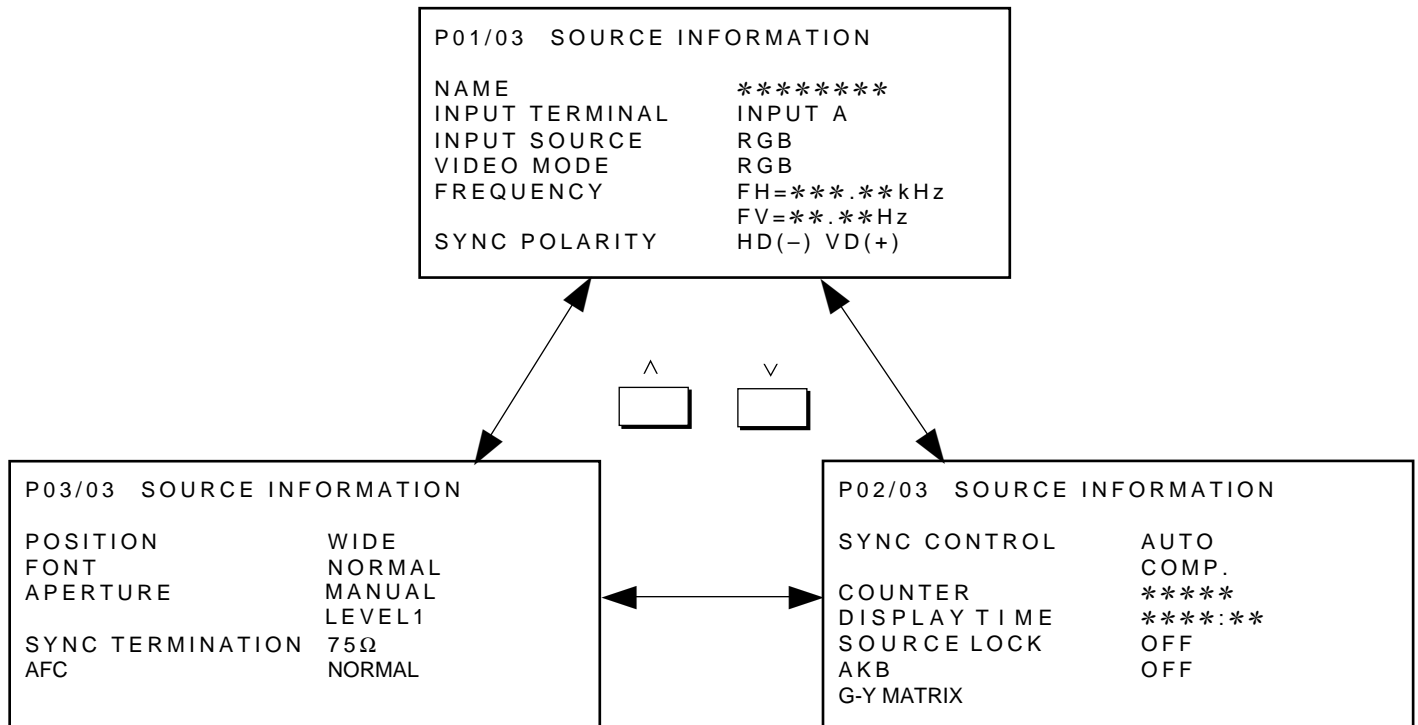 P01/03 SOURCE INFORMATION
NAME ********
INPUT TERMINAL INPUT A
INPUT SOURCE RGB
VIDEO MODE RGB
FREQUENCY FH=***.**kHz
FV=**.**Hz
SYNC POLARITY HD(–) VD(+)
∧ ∨
P03/03 SOURCE INFORMATION
POSITION WIDE
FONT NORMAL
APERTURE MANUAL
LEVEL1
SYNC TERMINATION 75Ω
AFC NORMAL
P02/03 SOURCE INFORMATION
SYNC CONTROL AUTO
COMP.
COUNTER *****
DISPLAY TIME ****:**
SOURCE LOCK OFF
AKB OFF
G-Y MATRIX